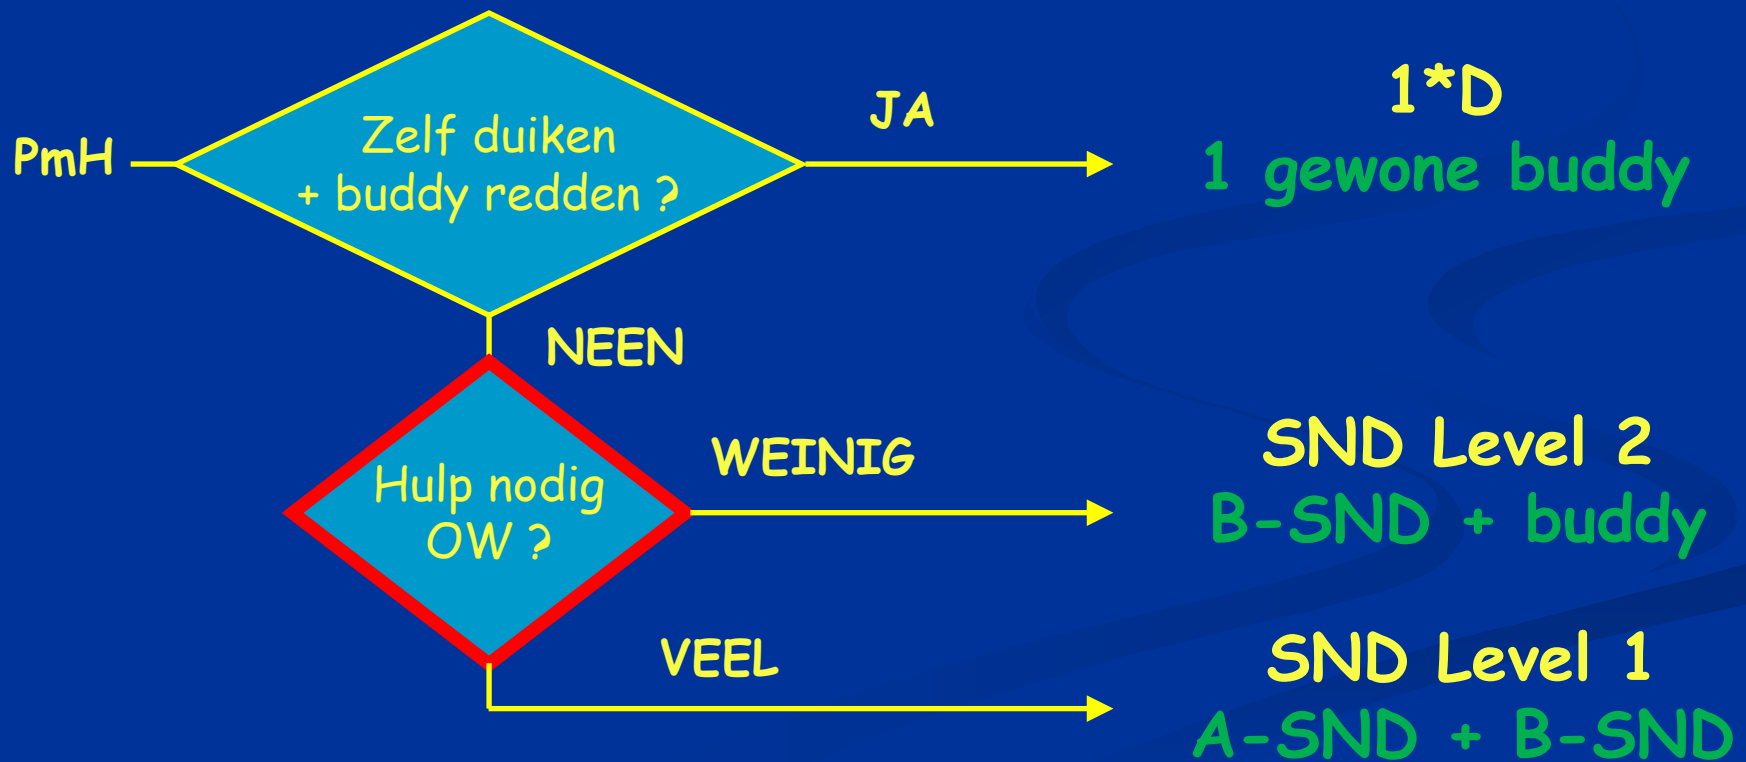 PmH
Zelf duiken
+ buddy redden ?
JA
1*D
1 gewone buddy
NEEN
Hulp nodig
OW ?
WEINIG
SND Level 2
B-SND + buddy
VEEL
SND Level 1
A-SND + B-SND